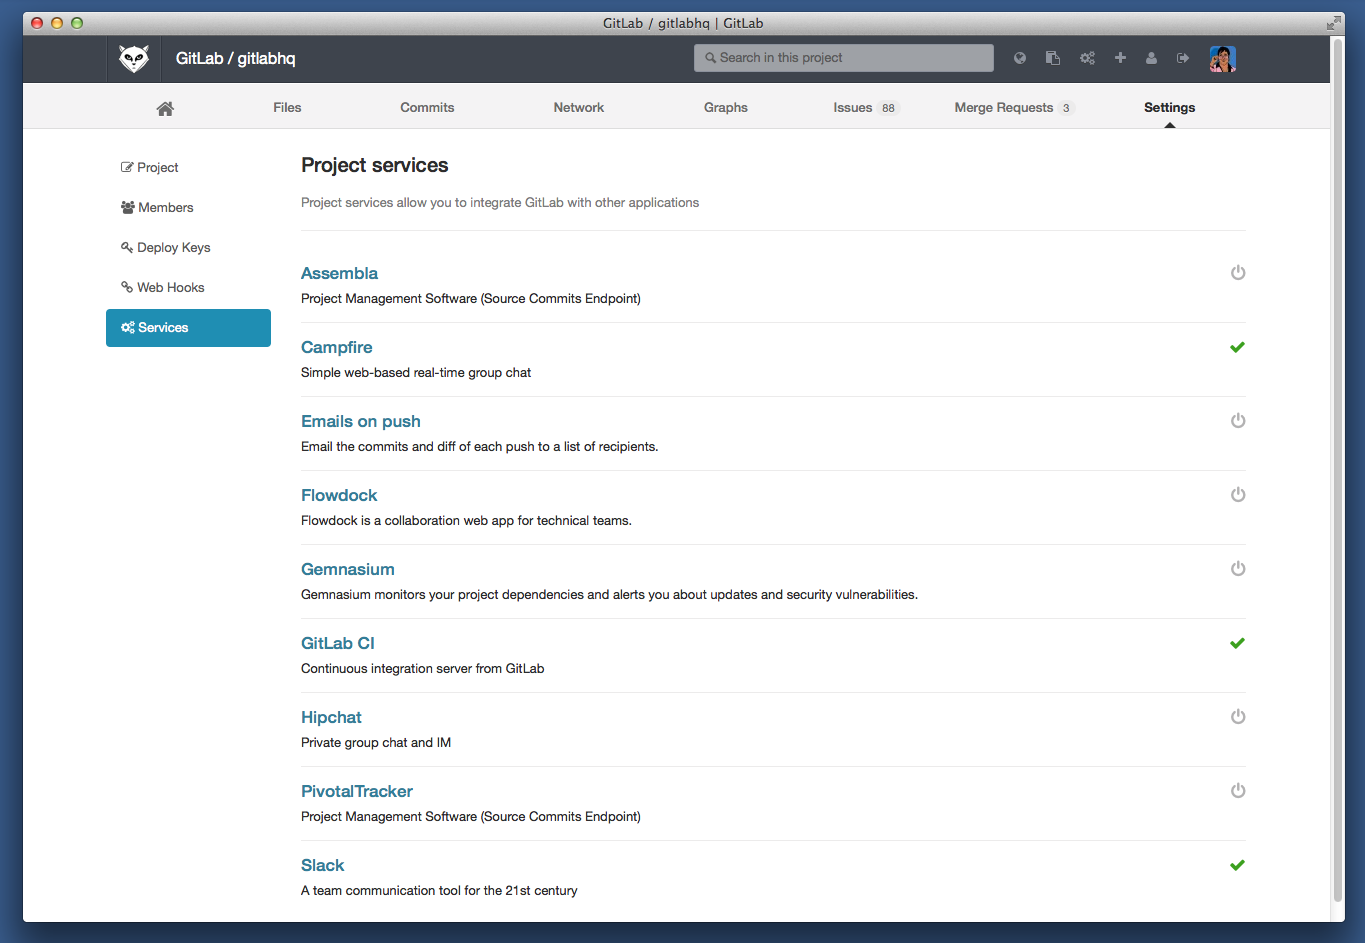 GitLab / gitlabhq | GitLab
GitLab / gitlabhq
Search in this project
Files Commits Network Graphs Issues 88 Merge Requests 3 Settings
Project
Members
Deploy Keys
Web Hooks
Services
Project services
Project services allow you to integrate GitLab with other applications
Assembla
Project Management Software (Source Commits Endpoint)
Campfire
Simple web-based real-time group chat
Emails on push
Email the commits and diff of each push to a list of recipients.
Flowdock
Flowdock is a collaboration web app for technical teams.
Gemnasium
Gemnasium monitors your project dependencies and alerts you about updates and security vulnerabilities.
GitLab CI
Continuous integration server from GitLab
Hipchat
Private group chat and IM
PivotalTracker
Project Management Software (Source Commits Endpoint)
Slack
A team communication tool for the 21st century